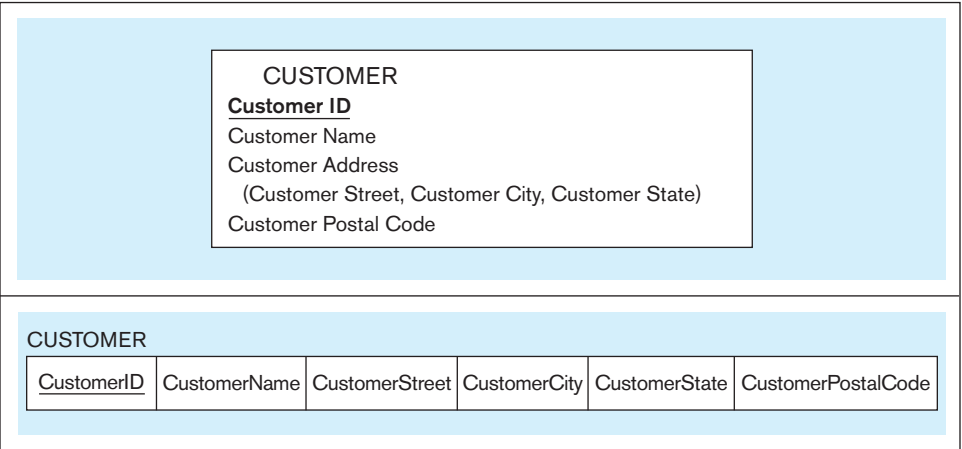 CUSTOMER
Customer ID
Customer Name
Customer Address
(Customer Street, Customer City, Customer State)
Customer Postal Code
CUSTOMER
CustomerID CustomerName CustomerStreet CustomerCity CustomerState CustomerPostalCode